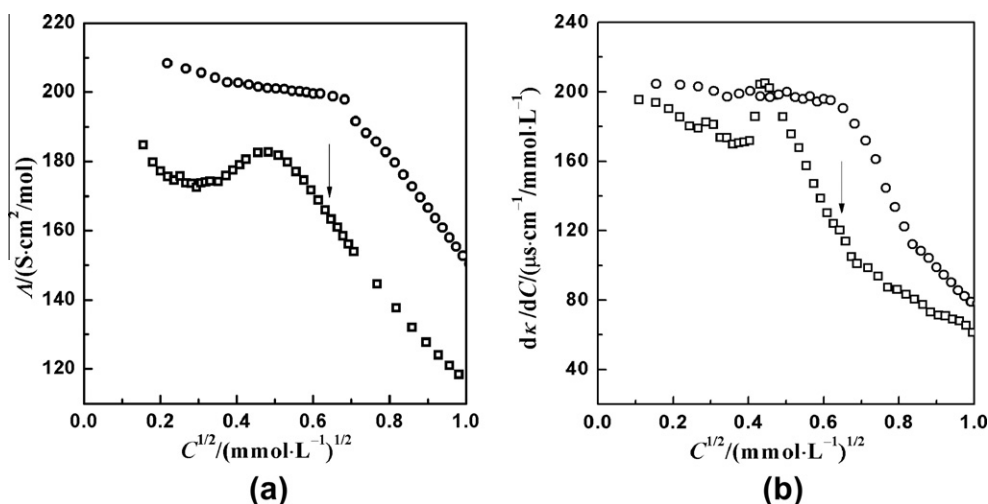 220
200
180
160
140
120
Λ/(S·cm²/mol)
0.0 0.2 0.4 0.6 0.8 1.0
C^1/2/(mmol·L⁻¹)^1/2
(a)
240
200
160
120
80
40
dκ/dC/(μs·cm⁻¹/mmol·L⁻¹)
0.0 0.2 0.4 0.6 0.8 1.0
C^1/2/(mmol·L⁻¹)^1/2
(b)